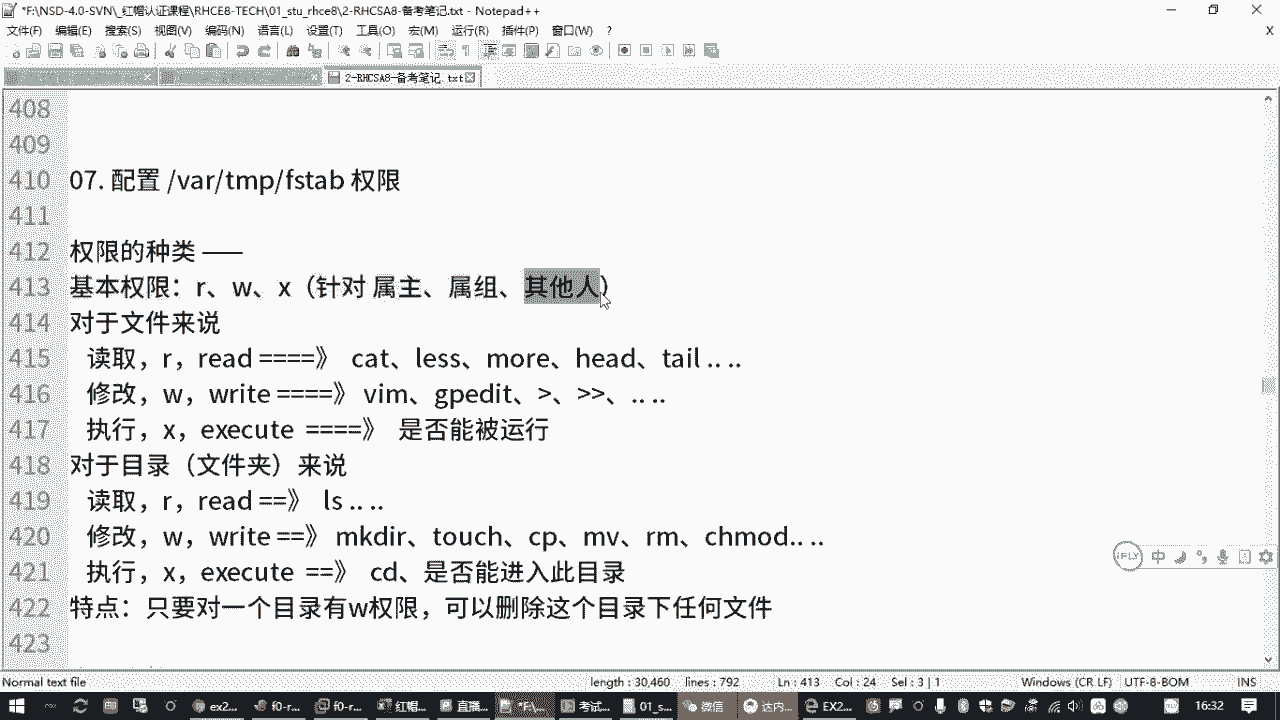 *F:\NSD-4.0-SVN\_红帽认证课程\RHCE8-TECH\01_stu_rhce8\2-RHCSA8-备考笔记.txt - Notepad++
文件(F) 编辑(E) 搜索(S) 视图(V) 编码(N) 语言(L) 设置(T) 工具(O) 宏(M) 运行(R) 插件(P) 窗口(W) ? X
2-RHCSA8-备考笔记.txt
408
409
410 07. 配置 /var/tmp/fstab 权限
411
412 权限的种类 ——
413 基本权限：r、w、x（针对 属主、属组、其他人）
414 对于文件来说
415 读取，r，read ====》 cat、less、more、head、tail .. ..
416 修改，w，write ====》 vim、gpedit、>、>>、.. ..
417 执行，x，execute ====》 是否能被运行
418 对于目录（文件夹）来说
419 读取，r，read ==》 ls .. ..
420 修改，w，write ==》 mkdir、touch、cp、mv、rm、chmod.. ..
421 执行，x，execute ==》 cd、是否能进入此目录
422 特点：只要对一个目录有w权限，可以删除这个目录下任何文件
423
iFLY 中
Normal text file length : 30,460 lines : 792 Ln : 413 Col : 24 Sel : 3 | 1 Windows (CR LF) UTF-8-BOM INS
ex2... f0-r... f0-r... 红帽... 直播... *F:\... 考试... 01_s... 微信 达内... EX2... 16:32